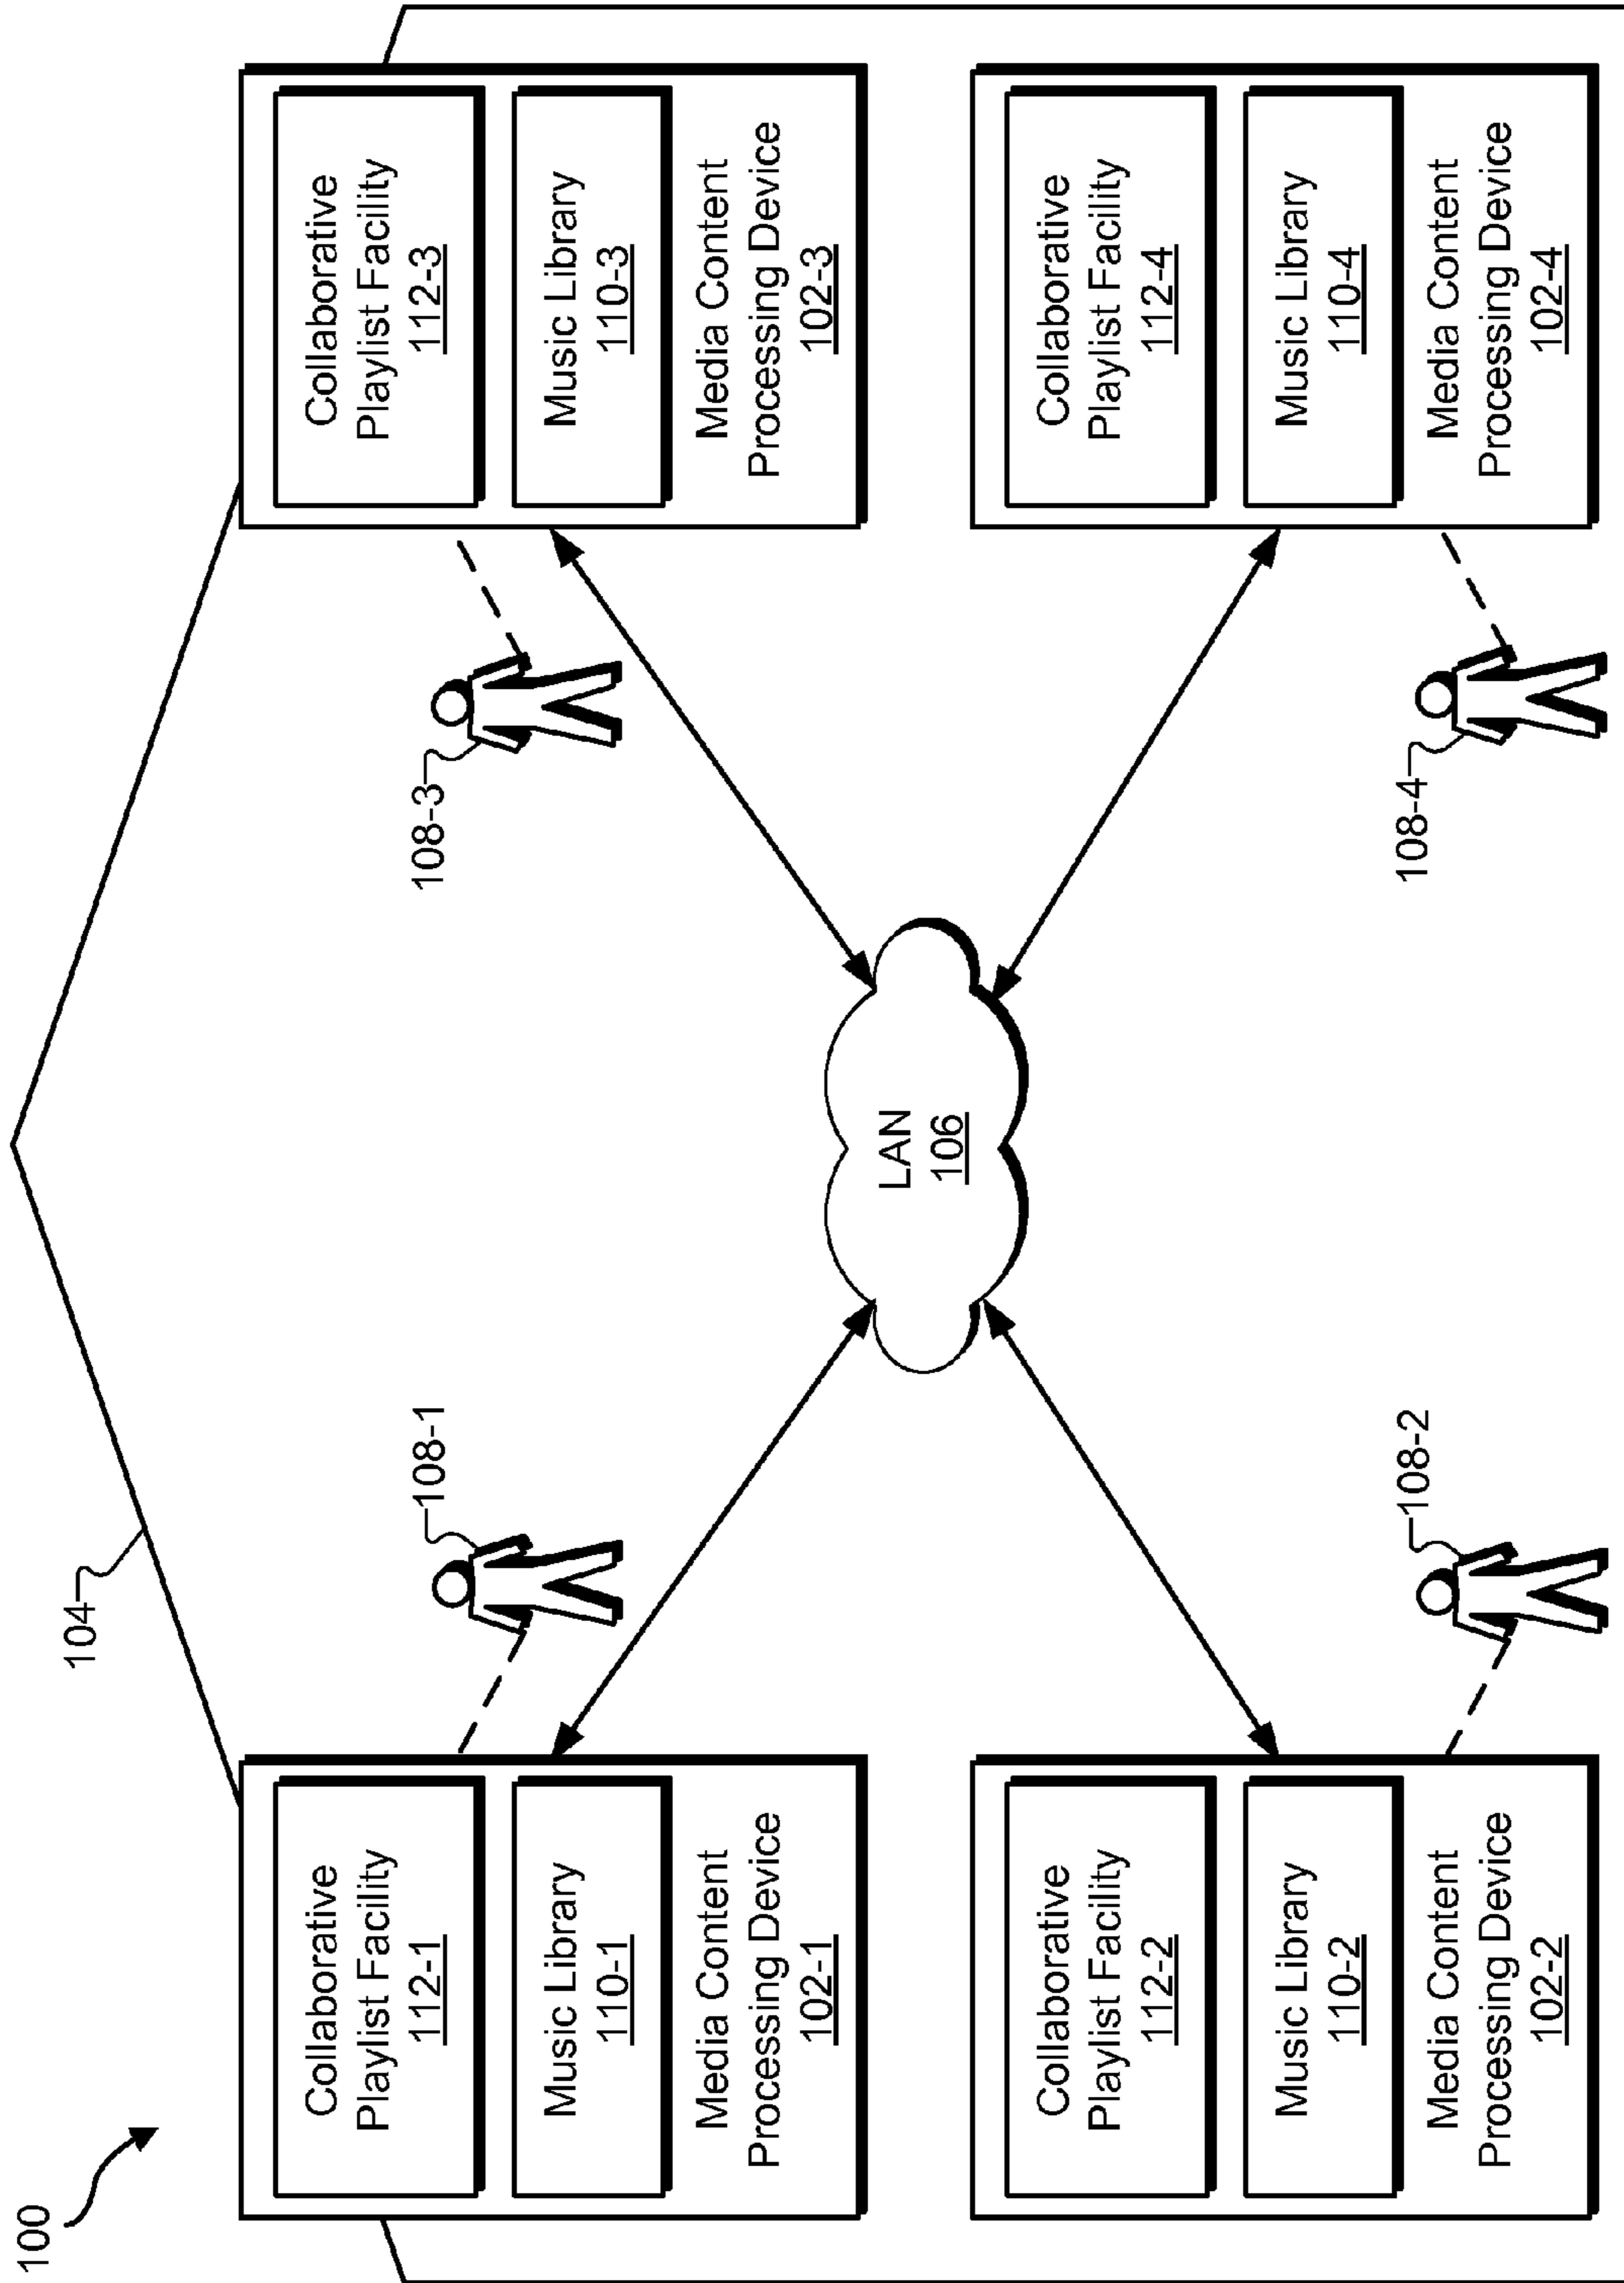 100
104
Collaborative
Playlist Facility
112-1
Music Library
110-1
Media Content
Processing Device
102-1
108-1
Collaborative
Playlist Facility
112-3
Music Library
110-3
Media Content
Processing Device
102-3
108-3
LAN
106
Collaborative
Playlist Facility
112-2
Music Library
110-2
Media Content
Processing Device
102-2
108-2
Collaborative
Playlist Facility
112-4
Music Library
110-4
Media Content
Processing Device
102-4
108-4